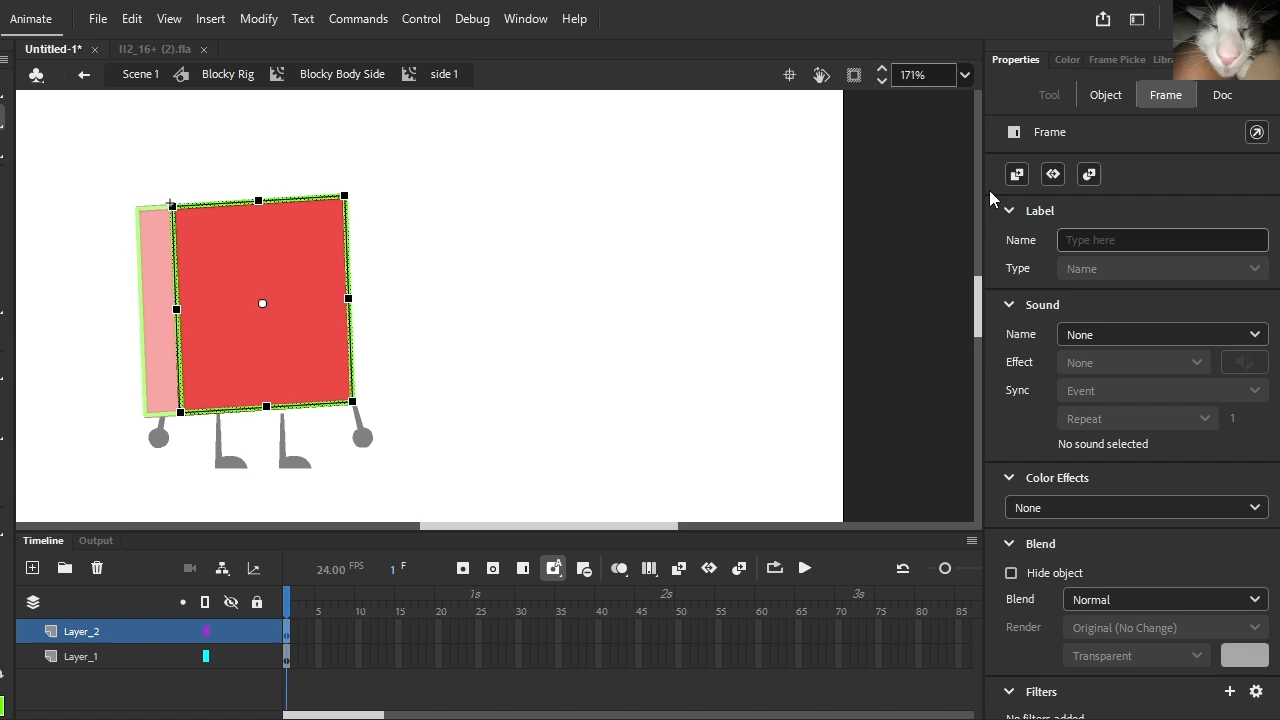 Animate File Edit View Insert Modify Text Commands Control Debug Window Help
Untitled-1* × II2_16+ (2).fla ×
Properties Color Frame Picke Libra
Scene 1 Blocky Rig Blocky Body Side side 1 171%
Tool Object Frame Doc
Frame
Label
Name Type here
Type Name
Sound
Name None
Effect None
Sync Event
Repeat 1
No sound selected
Color Effects
None
Blend
Hide object
Blend Normal
Render Original (No Change)
Transparent
Filters
No filters added
Timeline Output
24.00 FPS 1 F
1s 2s 3s
5 10 15 20 25 30 35 40 45 50 55 60 65 70 75 80 85
Layer_2
Layer_1